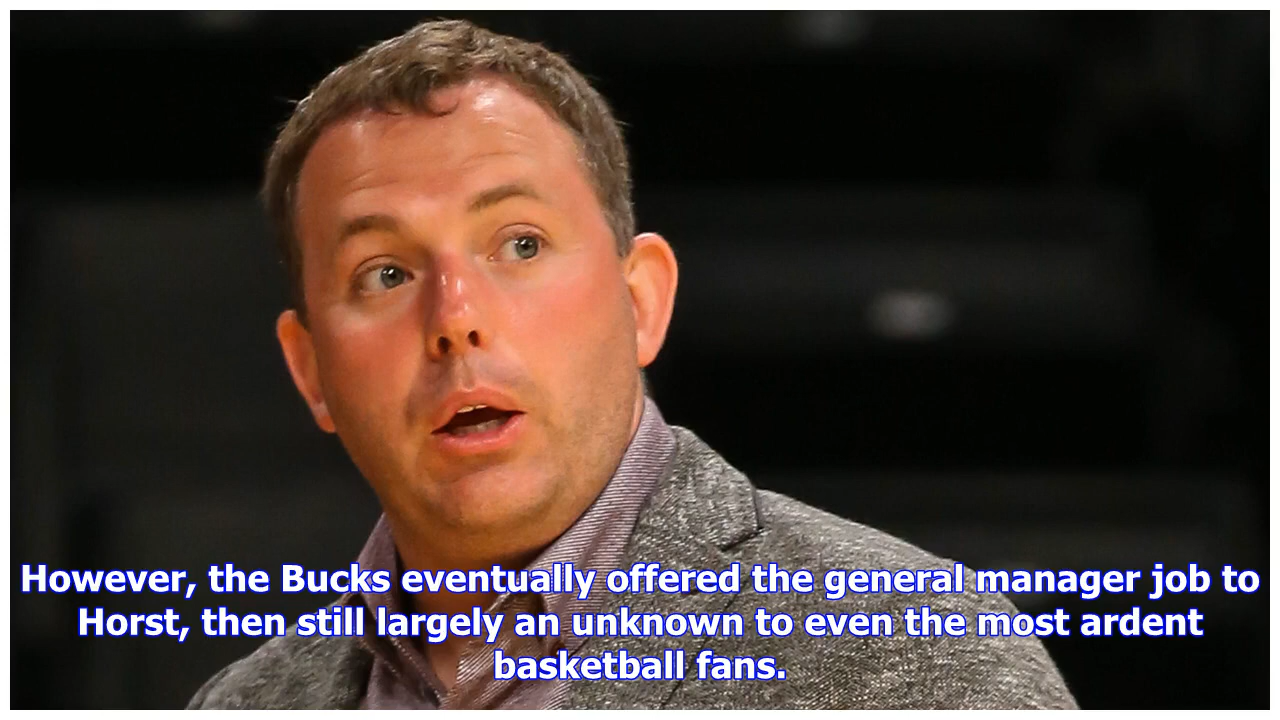 However, the Bucks eventually offered the general manager job to
Horst, then still largely an unknown to even the most ardent
basketball fans.